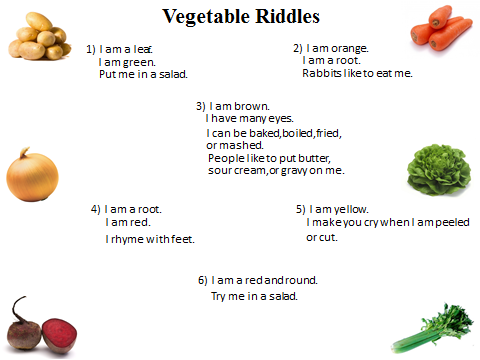 Vegetable Riddles
1) I am a leaf.
I am green.
Put me in a salad.
2) I am orange.
I am a root.
Rabbits like to eat me.
3) I am brown.
I have many eyes.
I can be baked,boiled,fried,
or mashed.
People like to put butter,
sour cream,or gravy on me.
4) I am a root.
I am red.
I rhyme with feet.
5) I am yellow.
I make you cry when I am peeled
or cut.
6) I am a red and round.
Try me in a salad.